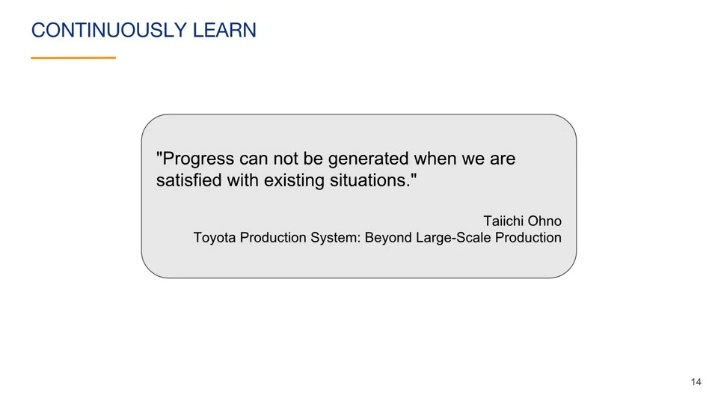 CONTINUOUSLY LEARN
"Progress can not be generated when we are
satisfied with existing situations."
Taiichi Ohno
Toyota Production System: Beyond Large-Scale Production
14